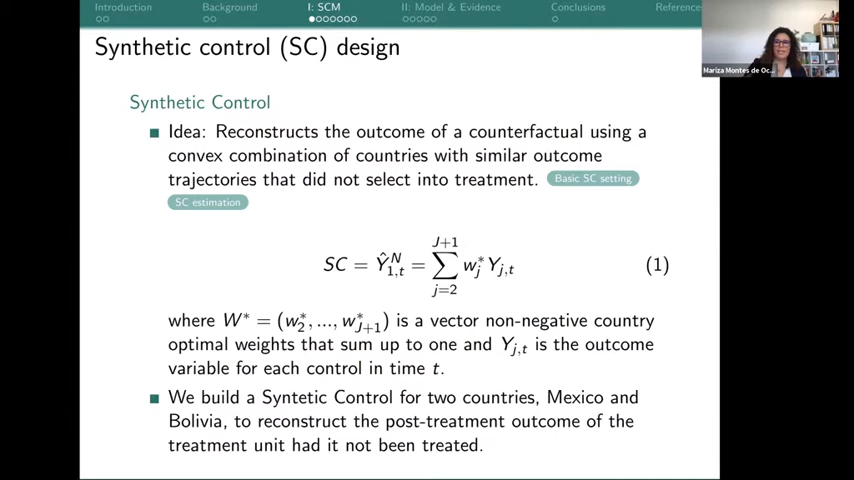 Introduction Background I: SCM II: Model & Evidence Conclusions Reference
Synthetic control (SC) design
Mariza Montes de Oc...
Synthetic Control
Idea: Reconstructs the outcome of a counterfactual using a
convex combination of countries with similar outcome
trajectories that did not select into treatment. Basic SC setting
SC estimation
SC = Ŷ^N_{1,t} = ∑_{j=2}^{J+1} w*_j Y_{j,t} (1)
where W* = (w*_2, ..., w*_{J+1}) is a vector non-negative country
optimal weights that sum up to one and Y_{j,t} is the outcome
variable for each control in time t.
We build a Syntetic Control for two countries, Mexico and
Bolivia, to reconstruct the post-treatment outcome of the
treatment unit had it not been treated.